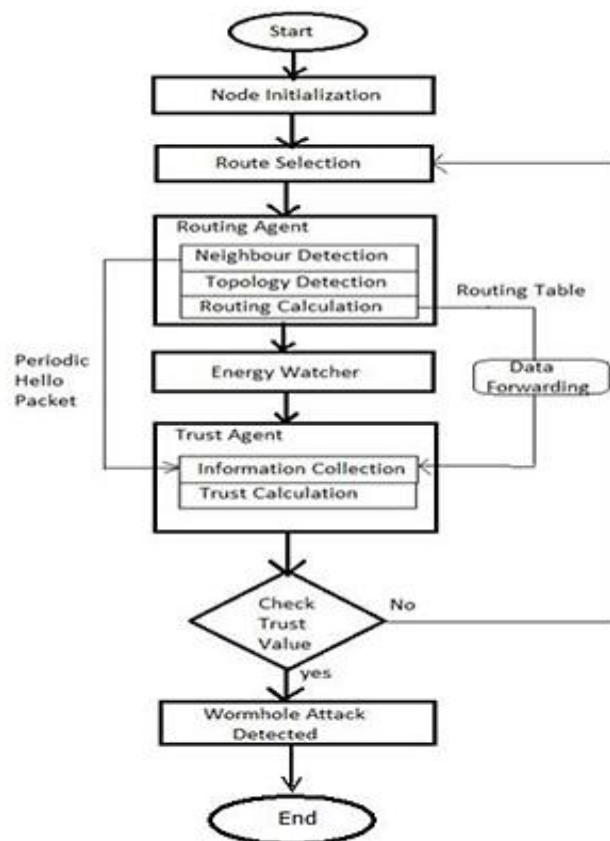 Start
Node Initialization
Route Selection
Routing Agent
Neighbour Detection
Topology Detection
Routing Calculation
Routing Table
Periodic
Hello
Packet
Energy Watcher
Data
Forwarding
Trust Agent
Information Collection
Trust Calculation
Check
Trust
Value
No
yes
Wormhole Attack
Detected
End